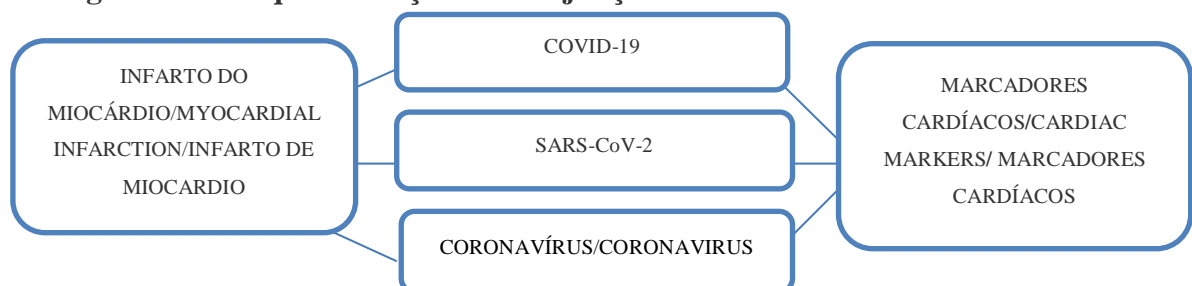 INFARTO DO
MIOCÁRDIO/MYOCARDIAL
INFARCTION/INFARTO DE
MIOCARDIO
COVID-19
SARS-CoV-2
CORONAVÍRUS/CORONAVIRUS
MARCADORES
CARDÍACOS/CARDIAC
MARKERS/ MARCADORES
CARDÍACOS